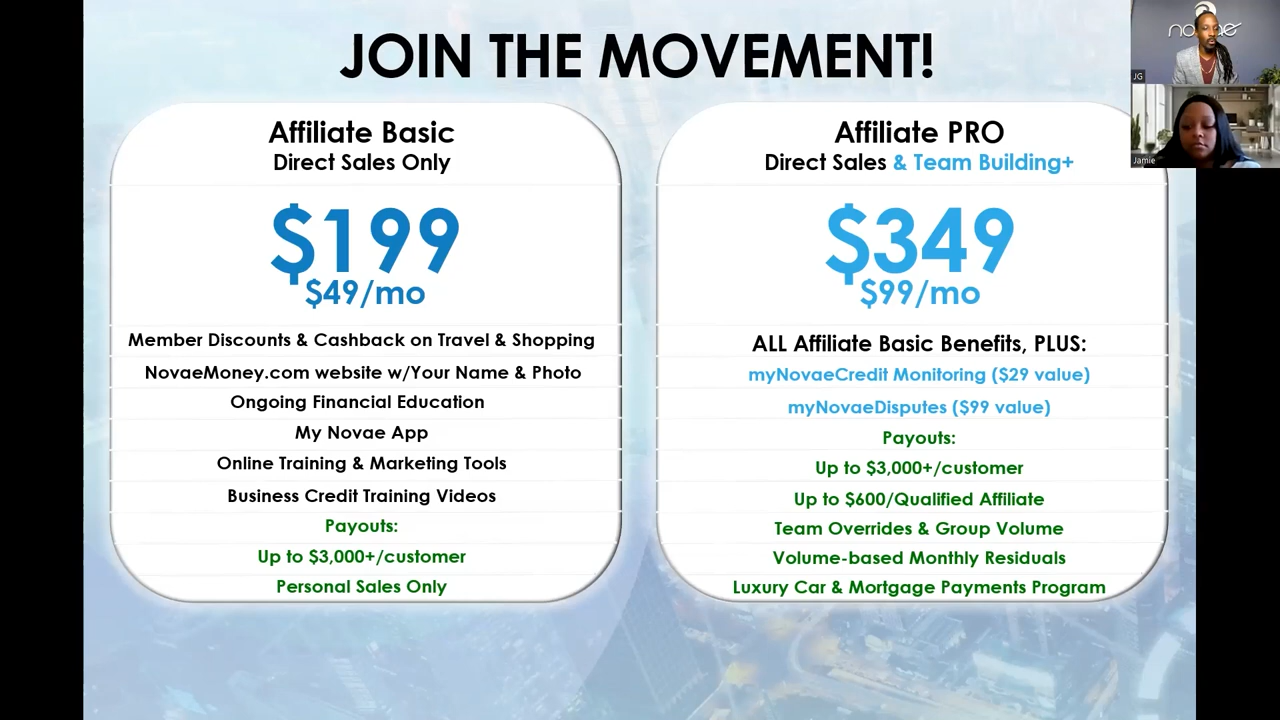 JOIN THE MOVEMENT!
Affiliate Basic
Direct Sales Only
$199
$49/mo
Member Discounts & Cashback on Travel & Shopping
NovaeMoney.com website w/Your Name & Photo
Ongoing Financial Education
My Novae App
Online Training & Marketing Tools
Business Credit Training Videos
Payouts:
Up to $3,000+/customer
Personal Sales Only
Affiliate PRO
Direct Sales & Team Building+
$349
$99/mo
ALL Affiliate Basic Benefits, PLUS:
myNovaeCredit Monitoring ($29 value)
myNovaeDisputes ($99 value)
Payouts:
Up to $3,000+/customer
Up to $600/Qualified Affiliate
Team Overrides & Group Volume
Volume-based Monthly Residuals
Luxury Car & Mortgage Payments Program
novae
JG
Jamie